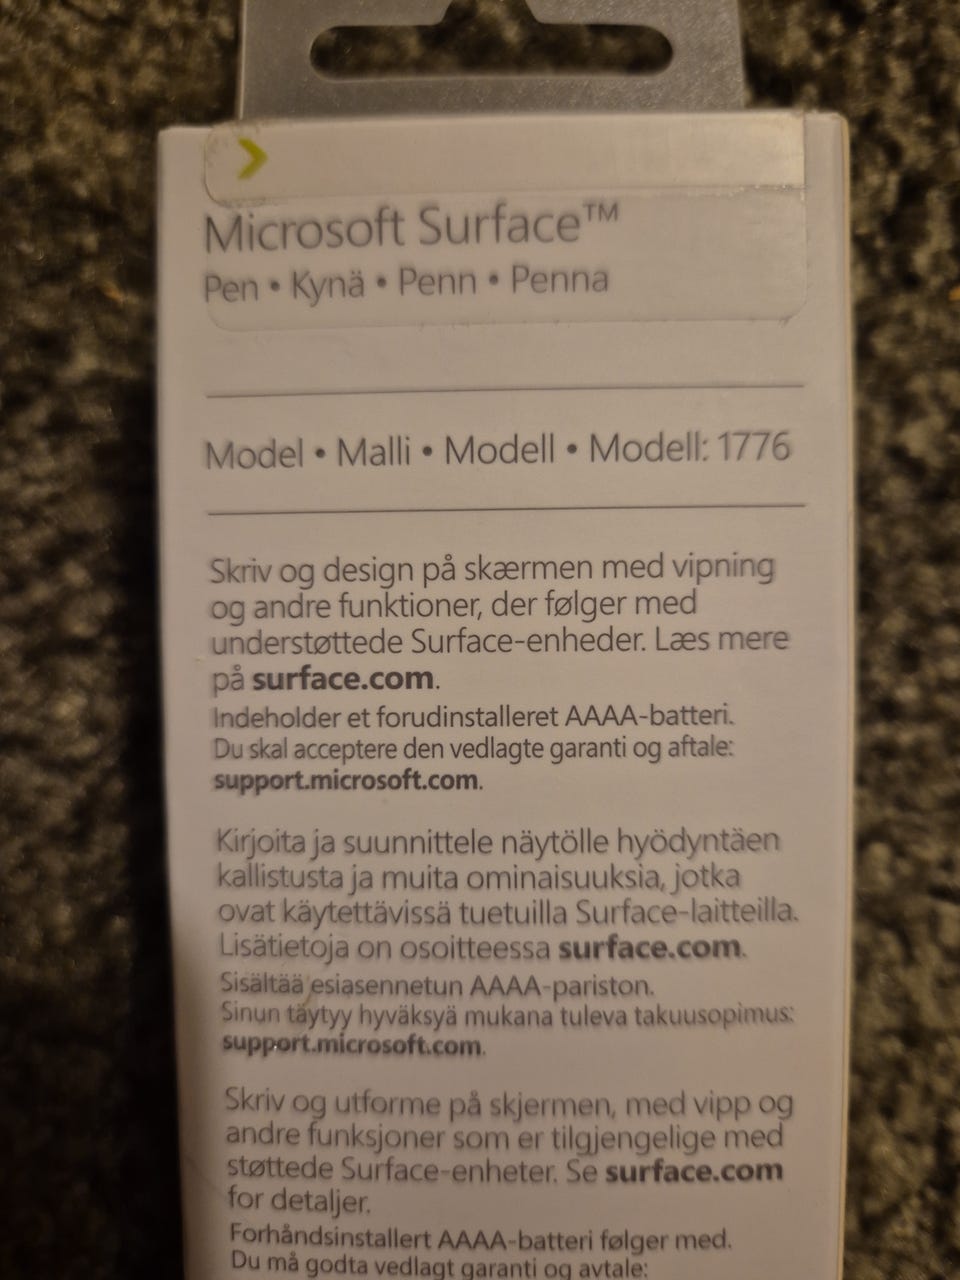 Microsoft Surface™
Pen • Kynä • Penn • Penna
Model • Malli • Modell • Modell: 1776
Skriv og design på skærmen med vipning
og andre funktioner, der følger med
understøttede Surface-enheder. Læs mere
på surface.com.
Indeholder et forudinstalleret AAAA-batteri.
Du skal acceptere den vedlagte garanti og aftale:
support.microsoft.com.
Kirjoita ja suunnittele näytölle hyödyntäen
kallistusta ja muita ominaisuuksia, jotka
ovat käytettävissä tuetuilla Surface-laitteilla.
Lisätietoja on osoitteessa surface.com.
Sisältää esiasennetun AAAA-pariston.
Sinun täytyy hyväksyä mukana tuleva takuusopimus:
support.microsoft.com.
Skriv og utforme på skjermen, med vipp og
andre funksjoner som er tilgjengelige med
støttede Surface-enheter. Se surface.com
for detaljer.
Forhåndsinstallert AAAA-batteri følger med.
Du må godta vedlagt garanti og avtale: